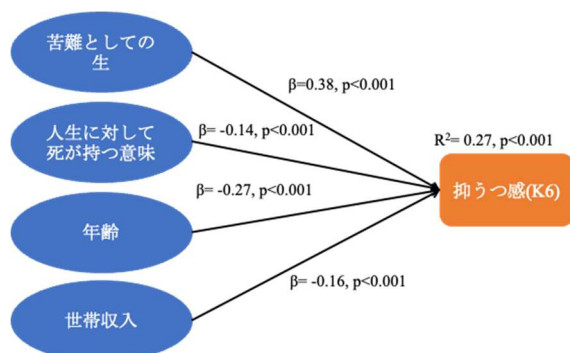 苦難としての
生
β=0.38, p<0.001
人生に対して
死が持つ意味
β= -0.14, p<0.001
R²= 0.27, p<0.001
抑うつ感(K6)
β= -0.27, p<0.001
年齢
β= -0.16, p<0.001
世帯収入